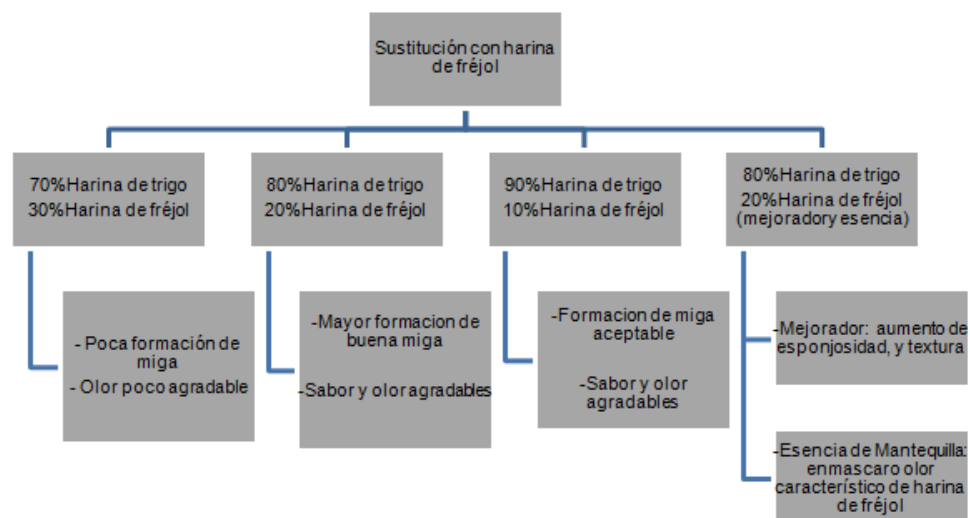 Sustitución con harina
de fréjol
70%Harina de trigo
30%Harina de fréjol
80%Harina de trigo
20%Harina de fréjol
90%Harina de trigo
10%Harina de fréjol
80%Harina de trigo
20%Harina de fréjol
(mejoradory esencia)
- Poca formación de
miga
- Olor poco agradable
-Mayor formacion de
buena miga
-Sabor y olor agradables
-Formacion de miga
aceptable
-Sabor y olor
agradables
-Mejorador: aumento de
esponjosidad, y textura
-Esencia de Mantequilla:
enmascaro olor
característico de harina
de fréjol